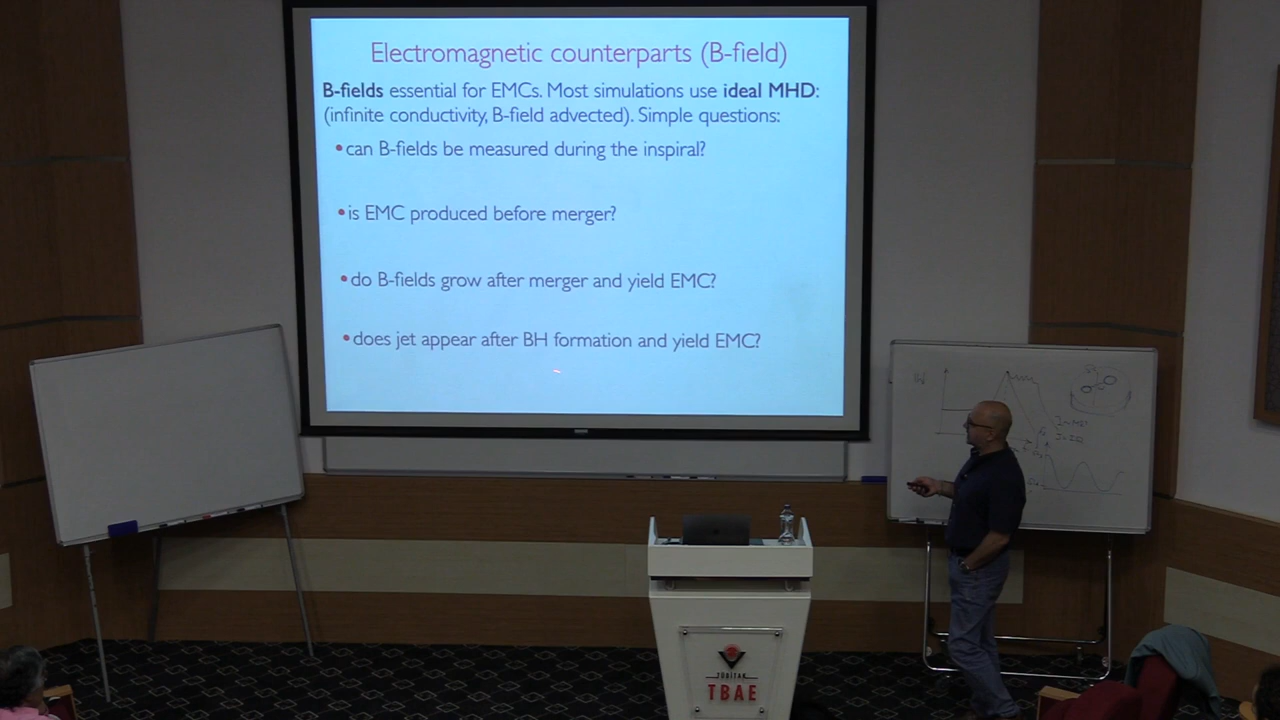 Electromagnetic counterparts (B-field)
B-fields essential for EMCs. Most simulations use ideal MHD:
(infinite conductivity, B-field advected). Simple questions:
•can B-fields be measured during the inspiral?
•is EMC produced before merger?
•do B-fields grow after merger and yield EMC?
•does jet appear after BH formation and yield EMC?
TÜBİTAK
TBAE